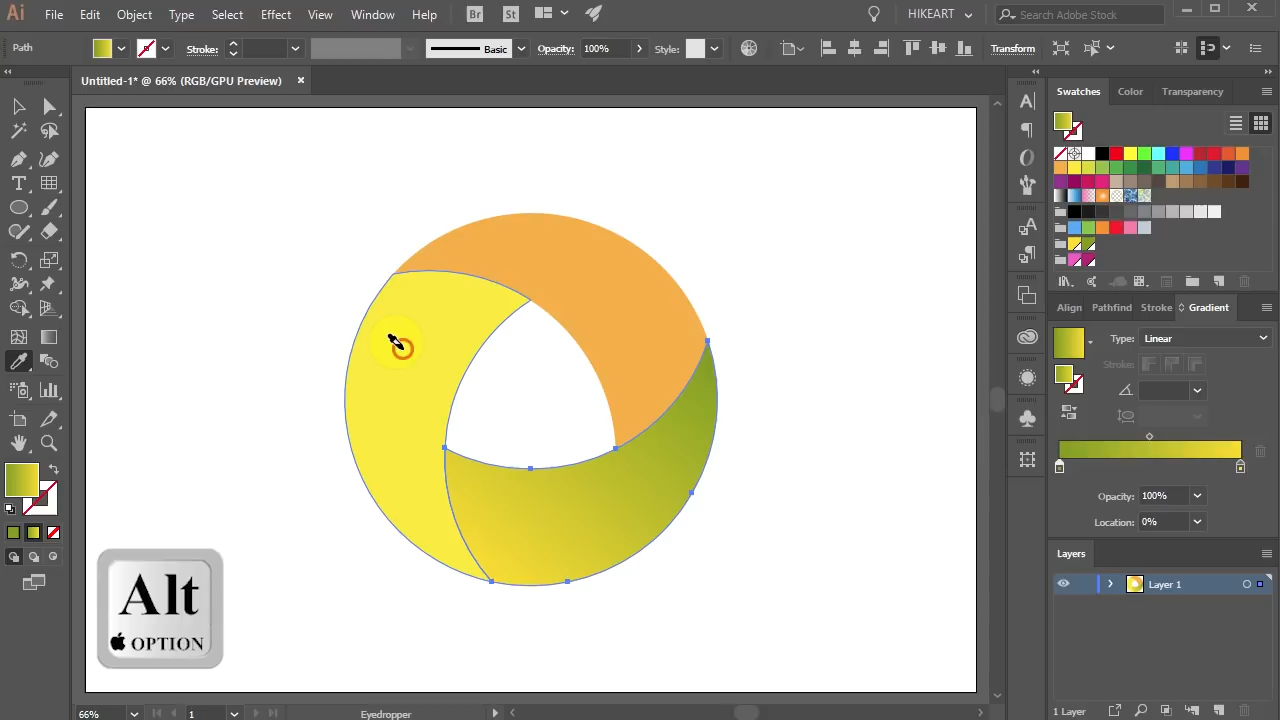 Ai File Edit Object Type Select Effect View Window Help Br St HIKEART Search Adobe Stock
Path Stroke: Basic Opacity: 100% Style: Transform
Untitled-1* @ 66% (RGB/GPU Preview) ×
Swatches Color Transparency
Align Pathfind Stroke Gradient
Type: Linear
Strokes:
Opacity: 100%
Location: 0%
Layers
Layer 1
1 Layer
Alt
OPTION
66% 1 Eyedropper